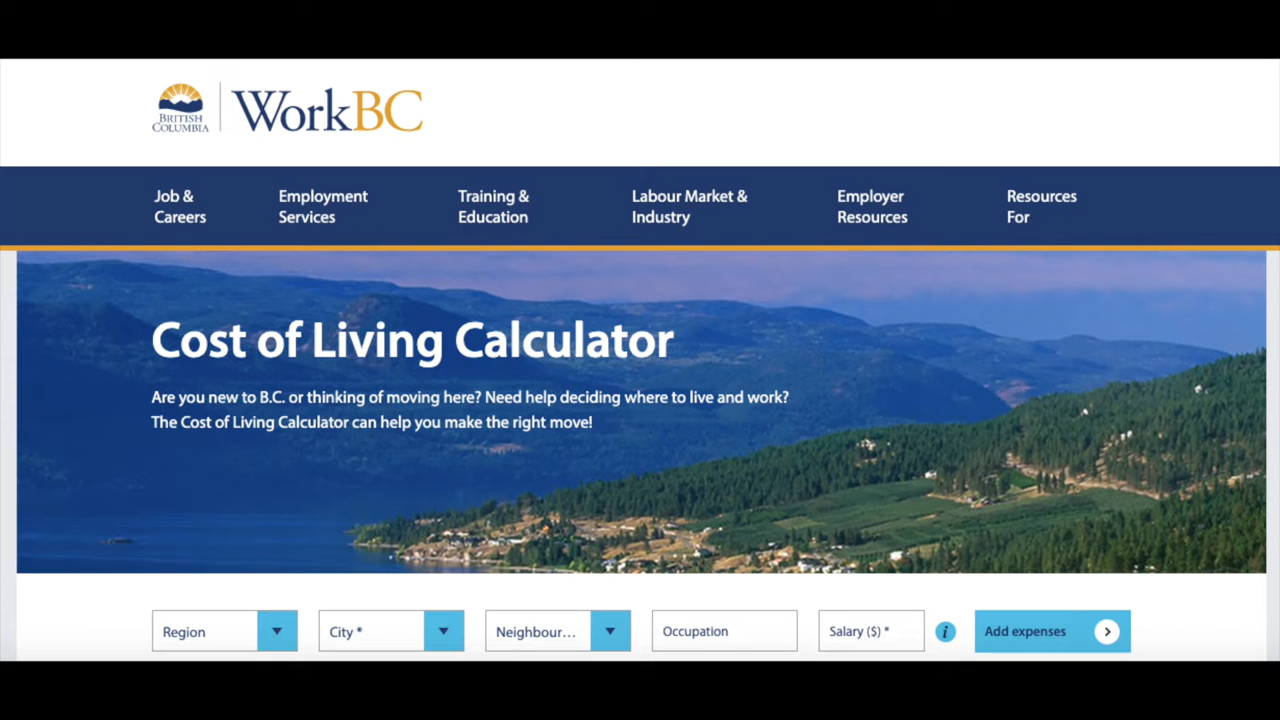 BRITISH
COLUMBIA
WorkBC
Job &
Careers
Employment
Services
Training &
Education
Labour Market &
Industry
Employer
Resources
Resources
For
Cost of Living Calculator
Are you new to B.C. or thinking of moving here? Need help deciding where to live and work?
The Cost of Living Calculator can help you make the right move!
Region
City *
Neighbour...
Occupation
Salary ($) *
i
Add expenses